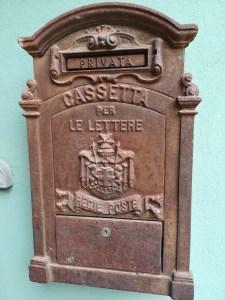 PRIVATA
CASSETTA
PER
LE LETTERE
REGIE POSTE